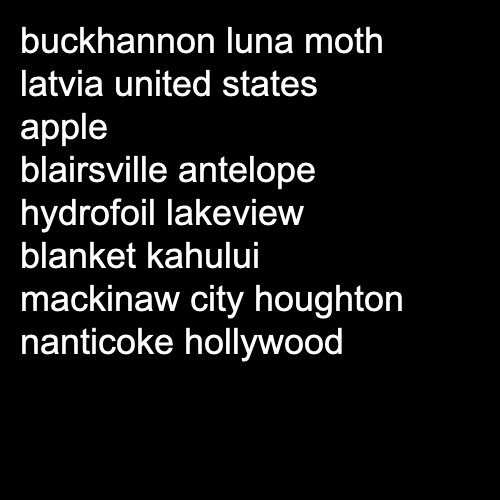 buckhannon luna moth
latvia united states
apple
blairsville antelope
hydrofoil lakeview
blanket kahului
mackinaw city houghton
nanticoke hollywood